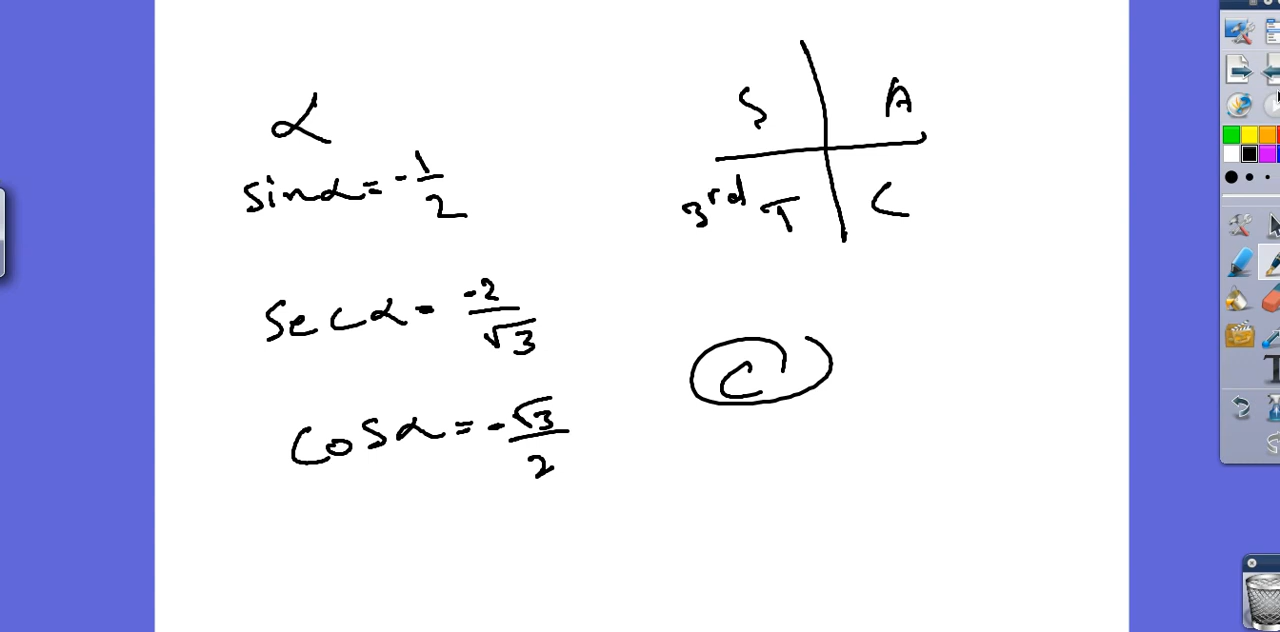 α
sinα = -1/2
secα = -2/√3
cosα = -√3/2
S A
3rd T C
C
T